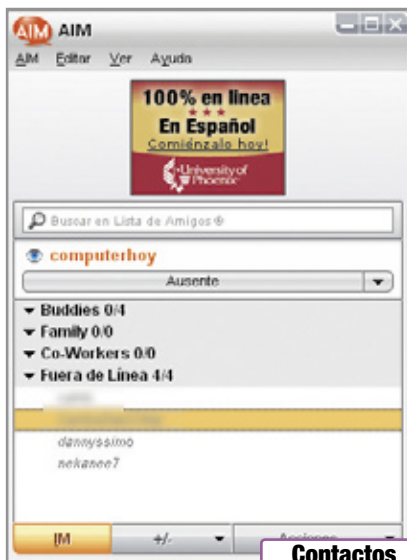 AIM AIM
AIM Editar Ver Ayuda
100% en linea
En Español
Comiénzalo hoy!
University of
Phoenix
Buscar en Lista de Amigos ®
computerhoy
Ausente
Buddies 0/4
Family 0/0
Co-Workers 0/0
Fuera de Línea 4/4
dannyssimo
nekanee7
IM +/- Acciones
Contactos